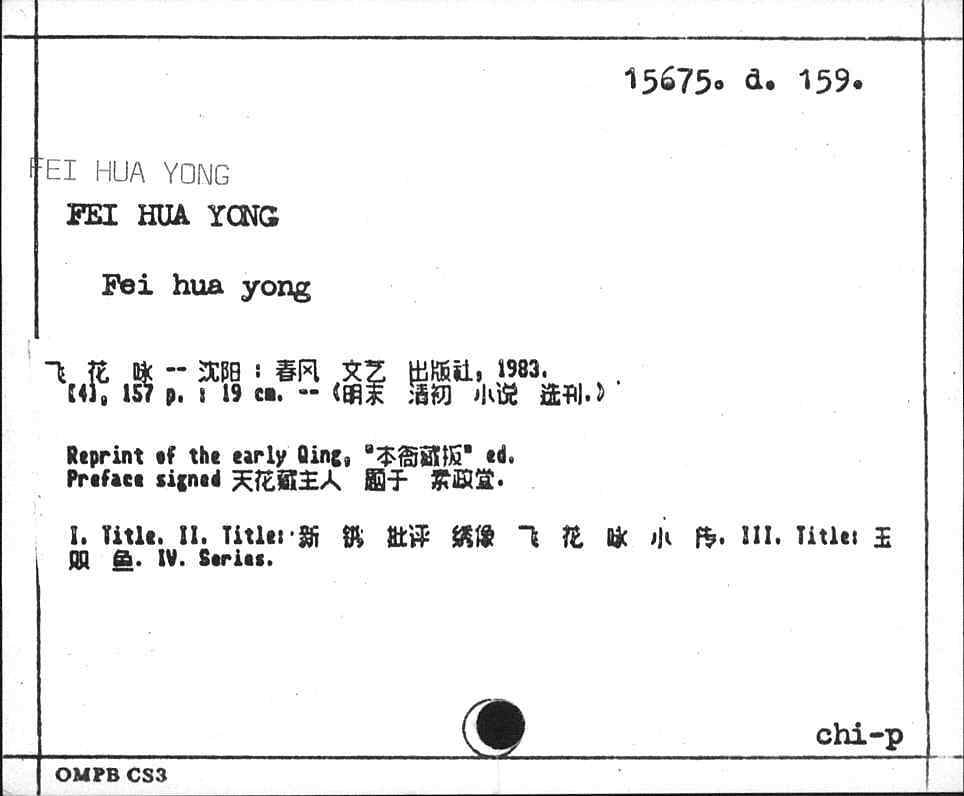 15675. d. 159.
FEI HUA YONG
FEI HUA YONG
Fei hua yong
飞 花 咏 -- 沈阳 : 春风 文艺 出版社, 1983.
[4], 157 p. : 19 cm. -- (明末 清初 小说 选刊.)
Reprint of the early Qing, "本衙藏板" ed.
Preface signed 天花藏主人 题于 素政堂.
I. Title. II. Title: 新 镌 批评 绣像 飞 花 咏 小 传. III. Title: 玉
双 鱼. IV. Series.
chi-p
OMPB CS3